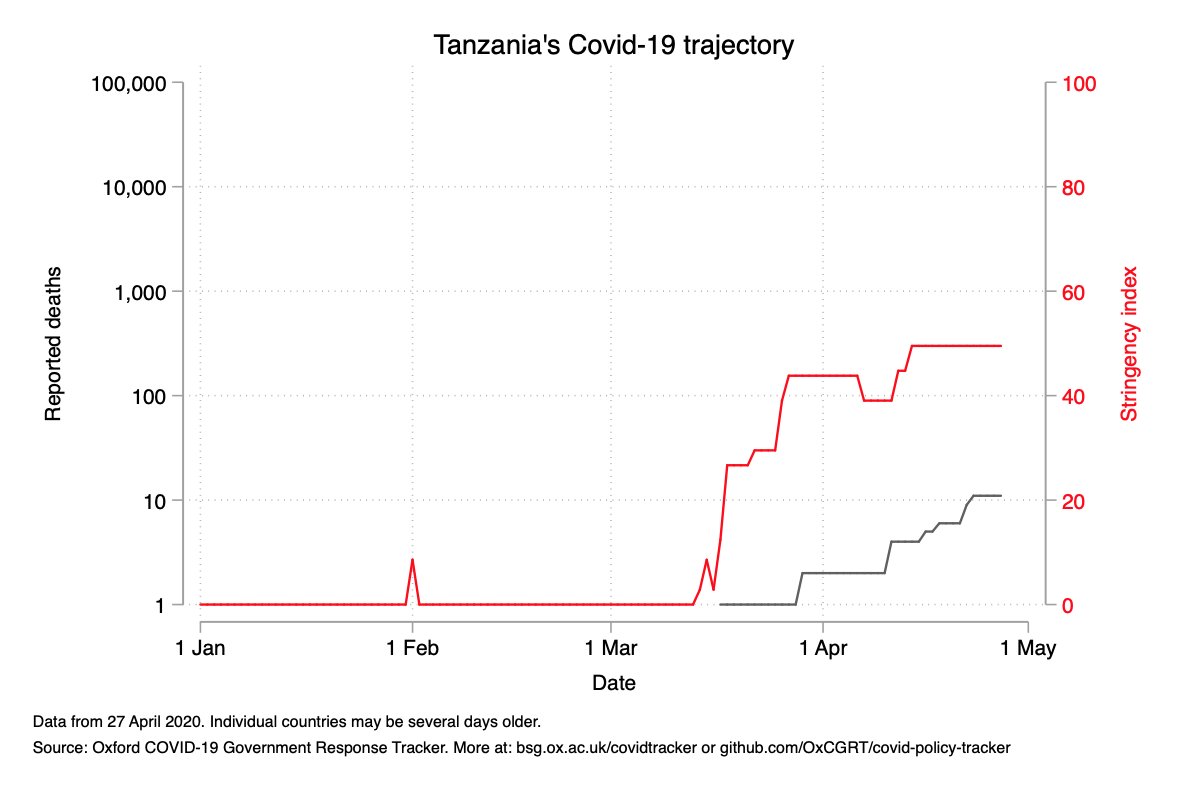 Tanzania's Covid-19 trajectory
100,000
10,000
1,000
100
10
1
Reported deaths
100
80
60
40
20
0
Stringency index
1 Jan
1 Feb
1 Mar
1 Apr
1 May
Date
Data from 27 April 2020. Individual countries may be several days older.
Source: Oxford COVID-19 Government Response Tracker. More at: bsg.ox.ac.uk/covidtracker or github.com/OxCGRT/covid-policy-tracker